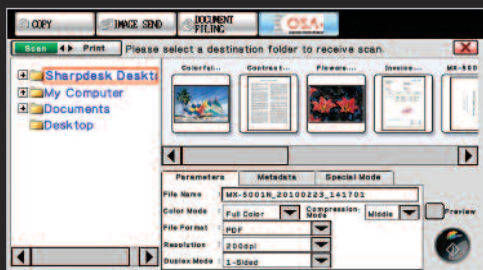 COPY
IMAGE SEND
DOCUMENT
FILING
OSA
Scan Print Please select a destination folder to receive scan.
Sharpdesk Deskt
My Computer
Documents
Desktop
Colorful... Contrast... Flowers... Invoice... MX-500
Parameters Metadata Special Mode
File Name : MX-5001N_20100223_141701
Color Mode : Full Color Compression Mode : Middle Preview
File Format : PDF
Resolution : 200dpi
Duplex Mode : 1-Sided